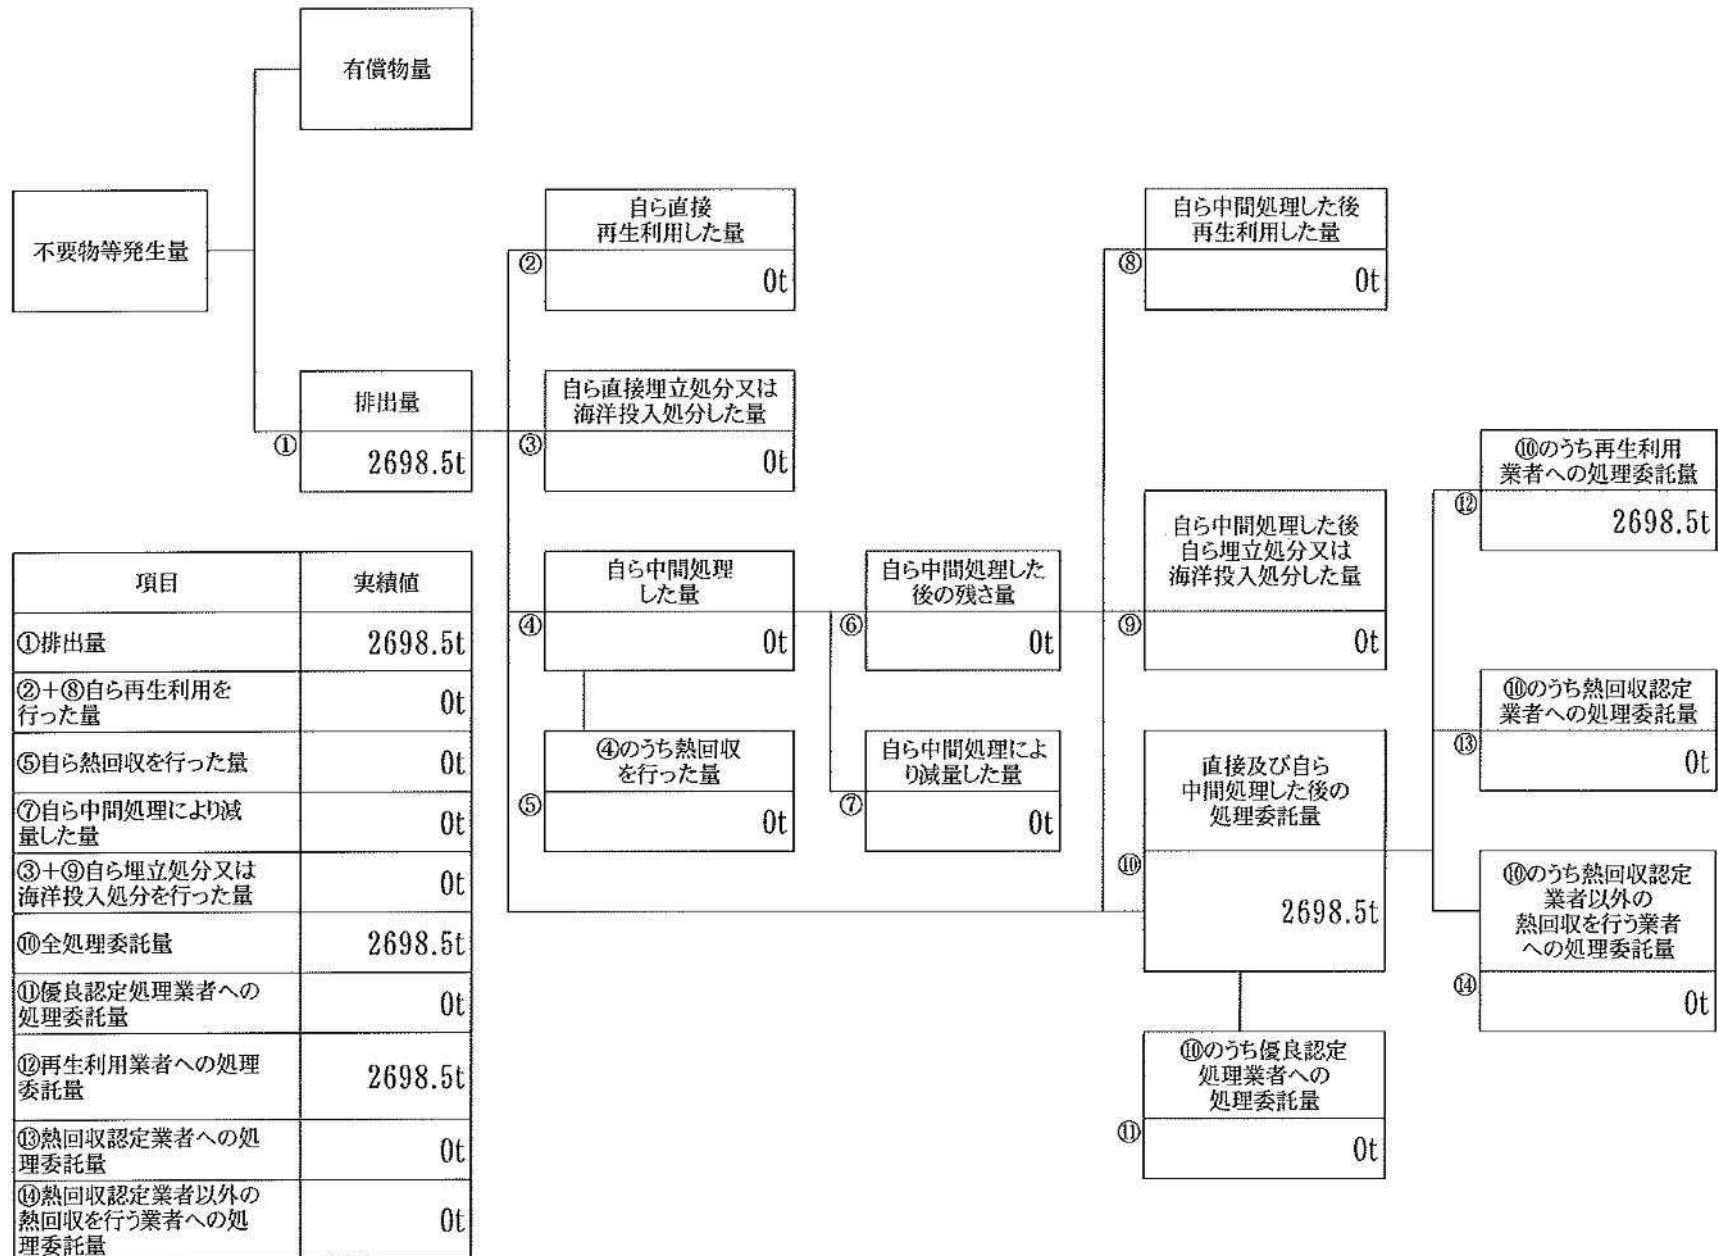 有償物量
不要物等発生量
排出量
①
2698.5t
自ら直接
再生利用した量
②
0t
自ら直接埋立処分又は
海洋投入処分した量
③
0t
自ら中間処理
した量
④
0t
④のうち熱回収
を行った量
⑤
0t
自ら中間処理した
後の残さ量
⑥
0t
自ら中間処理によ
り減量した量
⑦
0t
自ら中間処理した後
再生利用した量
⑧
0t
自ら中間処理した後
自ら埋立処分又は
海洋投入処分した量
⑨
0t
直接及び自ら
中間処理した後の
処理委託量
⑩
2698.5t
⑩のうち優良認定
処理業者への
処理委託量
⑪
0t
⑩のうち再生利用
業者への処理委託量
⑫
2698.5t
⑩のうち熱回収認定
業者への処理委託量
⑬
0t
⑩のうち熱回収認定
業者以外の
熱回収を行う業者
への処理委託量
⑭
0t
項目 実績値
①排出量 2698.5t
②+⑧自ら再生利用を
行った量 0t
⑤自ら熱回収を行った量 0t
⑦自ら中間処理により減
量した量 0t
③+⑨自ら埋立処分又は
海洋投入処分を行った量 0t
⑩全処理委託量 2698.5t
⑪優良認定処理業者への
処理委託量 0t
⑫再生利用業者への処理
委託量 2698.5t
⑬熱回収認定業者への処
理委託量 0t
⑭熱回収認定業者以外の
熱回収を行う業者への処
理委託量 0t